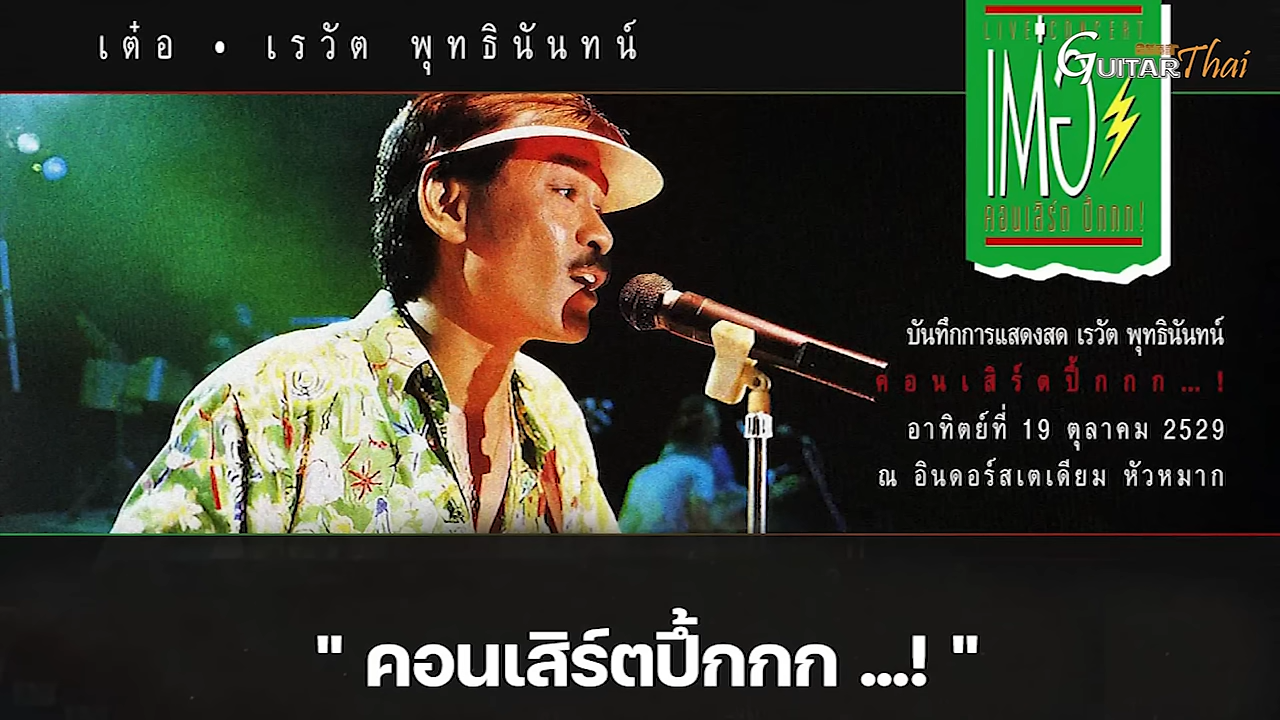 เต๋อ • เรวัต พุทธินันทน์
LIVE CONCERT
เต๋อ
คอนเสิร์ต ปึ้กกก!
GUITARThai
บันทึกการแสดงสด เรวัต พุทธินันทน์
คอนเสิร์ตปึ้กกก...!
อาทิตย์ที่ 19 ตุลาคม 2529
ณ อินดอร์สเตเดียม หัวหมาก
" คอนเสิร์ตปึ้กกก ...! "